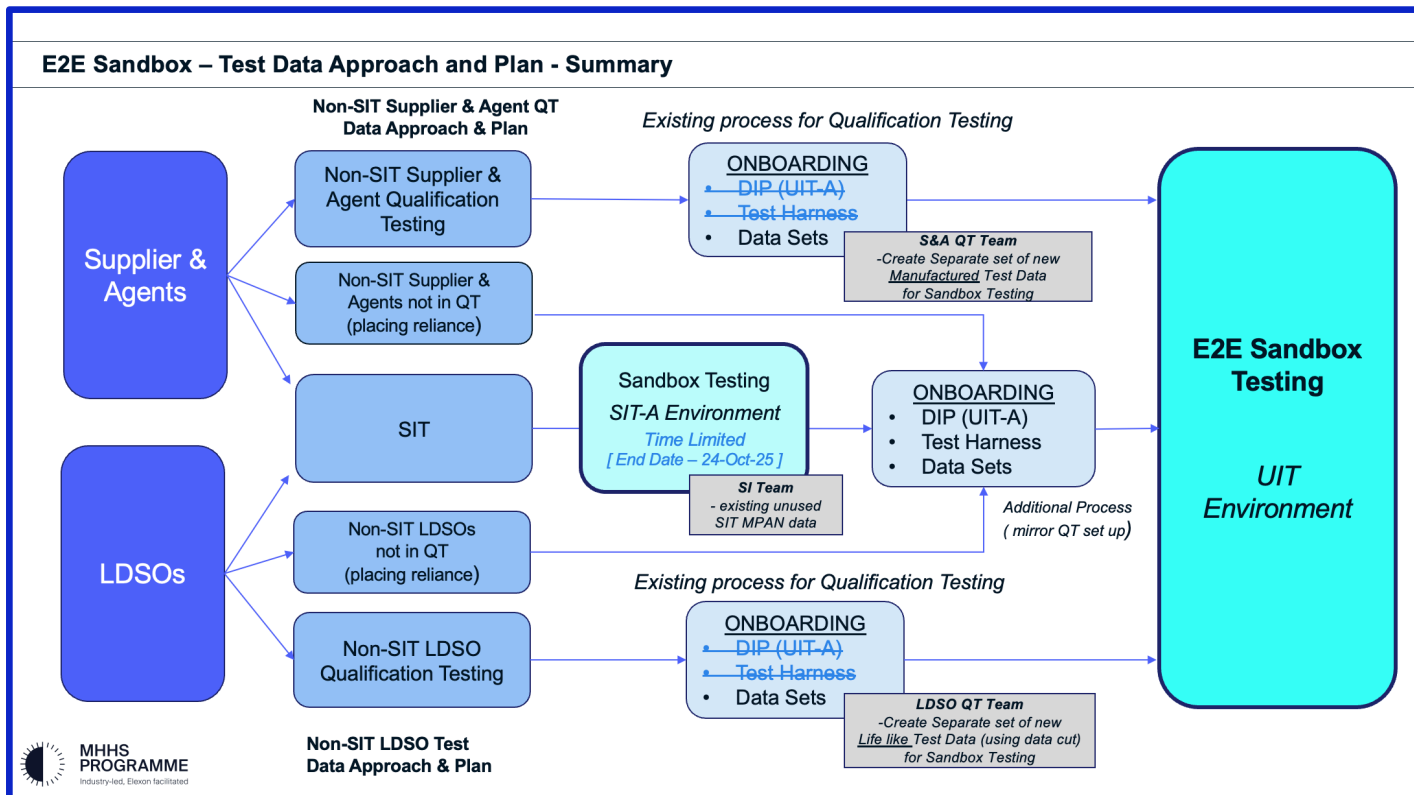 E2E Sandbox – Test Data Approach and Plan - Summary
Non-SIT Supplier & Agent QT
Data Approach & Plan
Existing process for Qualification Testing
Supplier &
Agents
Non-SIT Supplier &
Agent Qualification
Testing
ONBOARDING
• DIP (UIT-A)
• Test Harness
• Data Sets
S&A QT Team
-Create Separate set of new
Manufactured Test Data
for Sandbox Testing
Non-SIT Supplier &
Agents not in QT
(placing reliance)
SIT
Sandbox Testing
SIT-A Environment
Time Limited
[ End Date – 24-Oct-25 ]
SI Team
- existing unused
SIT MPAN data
ONBOARDING
• DIP (UIT-A)
• Test Harness
• Data Sets
Additional Process
( mirror QT set up)
E2E Sandbox
Testing
UIT
Environment
LDSOs
Non-SIT LDSOs
not in QT
(placing reliance)
Existing process for Qualification Testing
Non-SIT LDSO
Qualification Testing
ONBOARDING
• DIP (UIT-A)
• Test Harness
• Data Sets
LDSO QT Team
-Create Separate set of new
Life like Test Data (using data cut)
for Sandbox Testing
Non-SIT LDSO Test
Data Approach & Plan
MHHS
PROGRAMME
Industry-led, Elexon facilitated